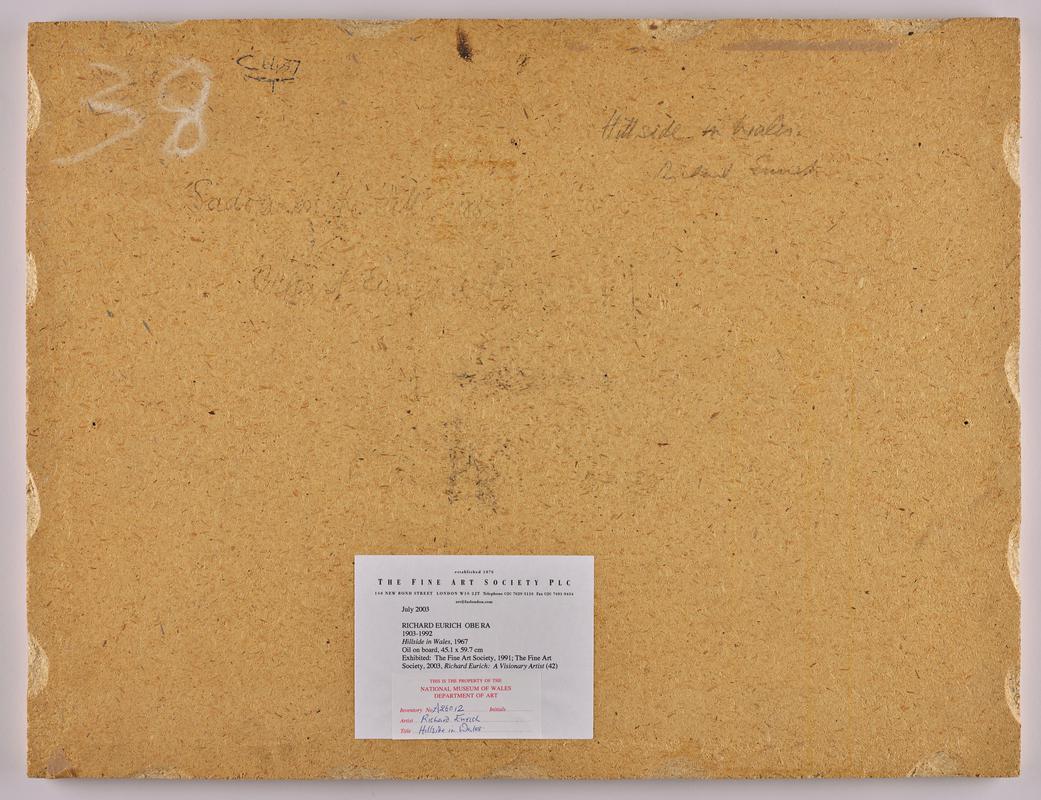 38
Hillside in Wales.
Richard Eurich
established 1876
THE FINE ART SOCIETY PLC
148 NEW BOND STREET LONDON W1S 2JT Telephone 020 7629 5116 Fax 020 7491 9454
art@faslondon.com
July 2003
RICHARD EURICH OBE RA
1903-1992
Hillside in Wales, 1967
Oil on board, 45.1 x 59.7 cm
Exhibited: The Fine Art Society, 1991; The Fine Art
Society, 2003, Richard Eurich: A Visionary Artist (42)
THIS IS THE PROPERTY OF THE
NATIONAL MUSEUM OF WALES
DEPARTMENT OF ART
Inventory No. A26012 Initials
Artist Richard Eurich
Title Hillside in Wales